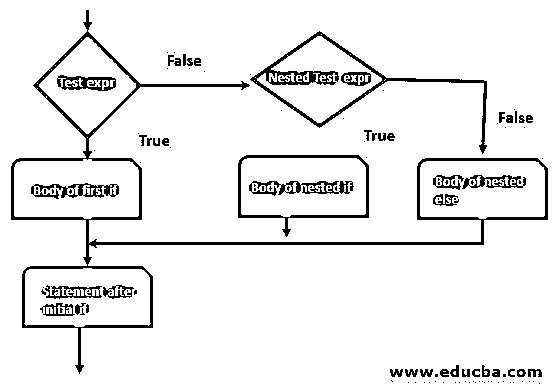 Test expr
False
Nested Test expr
True
True
False
Body of first if
Body of nested if
Body of nested
else
Statement after
initial if
www.educba.com